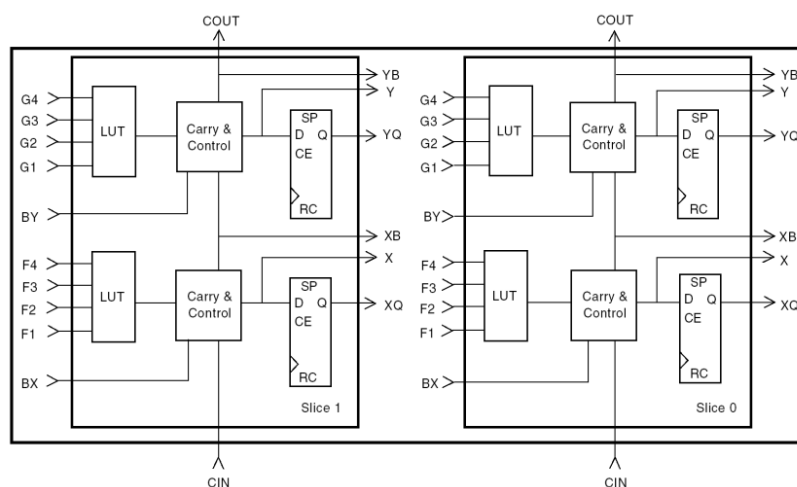 COUT
YB
Y
G4
G3
G2
G1
LUT
Carry &
Control
SP
D Q
CE
RC
YQ
BY
XB
X
F4
F3
F2
F1
LUT
Carry &
Control
SP
D Q
CE
RC
XQ
BX
Slice 1
CIN
COUT
YB
Y
G4
G3
G2
G1
LUT
Carry &
Control
SP
D Q
CE
RC
YQ
BY
XB
X
F4
F3
F2
F1
LUT
Carry &
Control
SP
D Q
CE
RC
XQ
BX
Slice 0
CIN